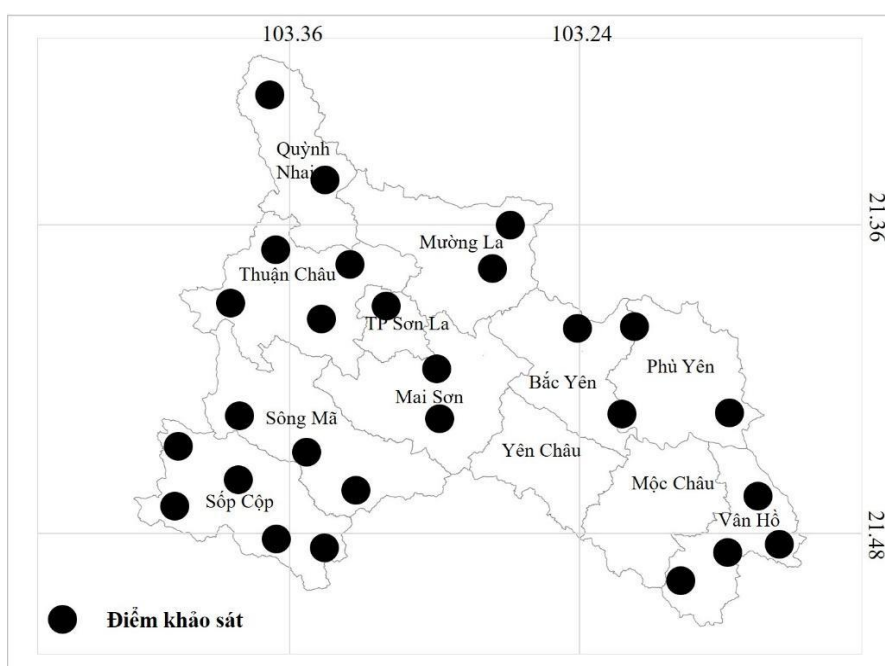 103.36
103.24
Quỳnh
Nhai
21.36
Mường La
Thuận Châu
TP Sơn La
Phù Yên
Bắc Yên
Mai Sơn
Sông Mã
Yên Châu
Mộc Châu
Sốp Cộp
Vân Hồ
21.48
Điểm khảo sát